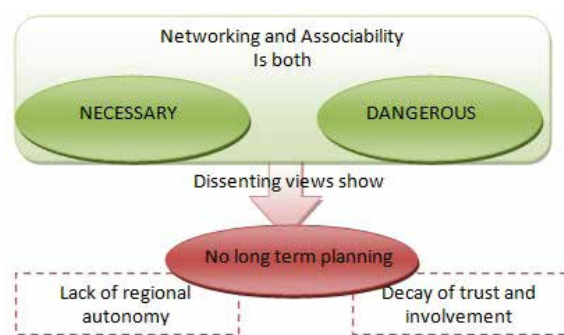 Networking and Associability
Is both
NECESSARY
DANGEROUS
Dissenting views show
No long term planning
Lack of regional
autonomy
Decay of trust and
involvement